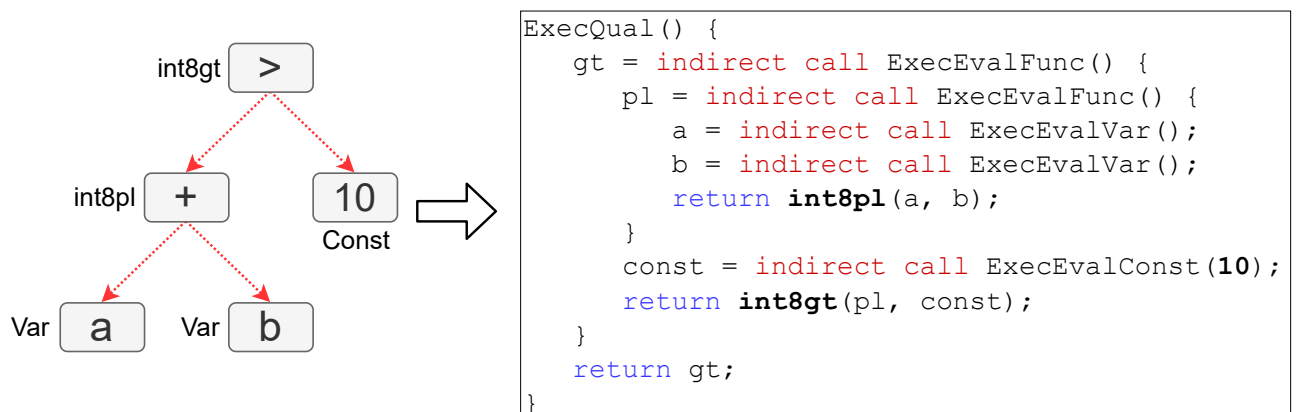 int8gt >
int8pl + 10
Const
Var a Var b
ExecQual() {
   gt = indirect call ExecEvalFunc() {
      pl = indirect call ExecEvalFunc() {
         a = indirect call ExecEvalVar();
         b = indirect call ExecEvalVar();
         return int8pl(a, b);
      }
      const = indirect call ExecEvalConst(10);
      return int8gt(pl, const);
   }
   return gt;
}